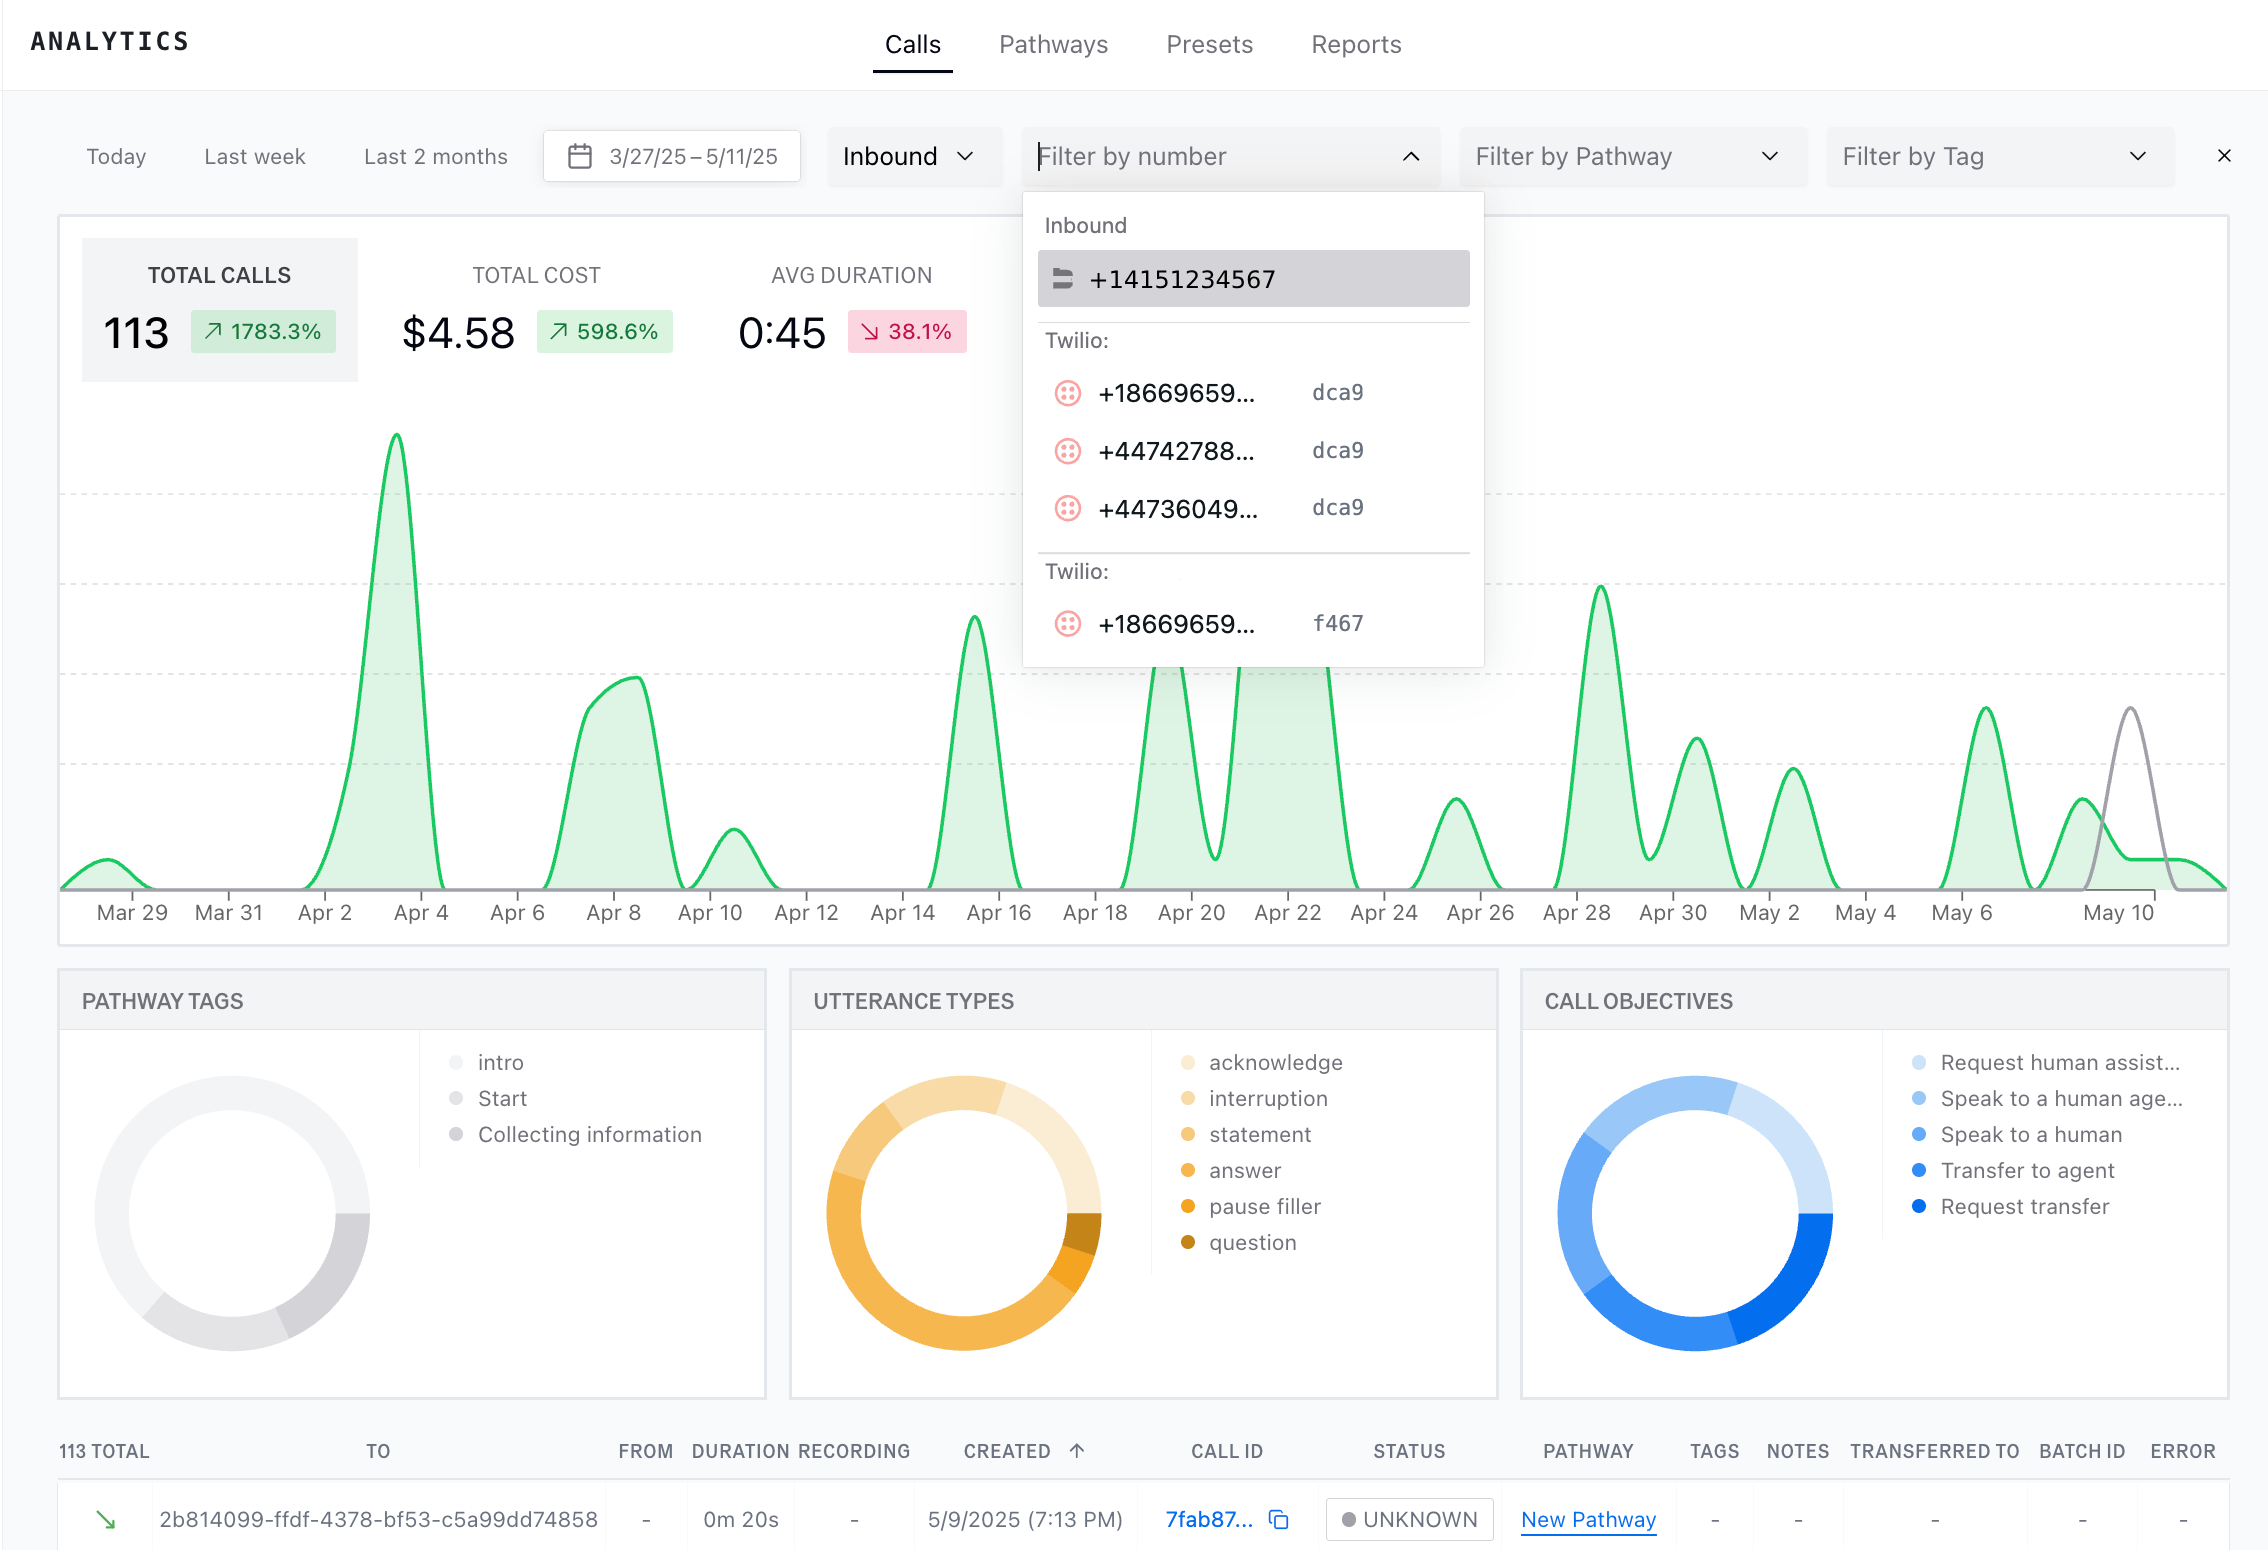 ANALYTICS
Calls Pathways Presets Reports
Today Last week Last 2 months 3/27/25 – 5/11/25 Inbound Filter by number Filter by Pathway Filter by Tag
Inbound
+14151234567
Twilio:
+18669659... dca9
+44742788... dca9
+44736049... dca9
Twilio:
+18669659... f467
TOTAL CALLS TOTAL COST AVG DURATION
113 1783.3% $4.58 598.6% 0:45 38.1%
Mar 29 Mar 31 Apr 2 Apr 4 Apr 6 Apr 8 Apr 10 Apr 12 Apr 14 Apr 16 Apr 18 Apr 20 Apr 22 Apr 24 Apr 26 Apr 28 Apr 30 May 2 May 4 May 6 May 10
PATHWAY TAGS
intro
Start
Collecting information
UTTERANCE TYPES
acknowledge
interruption
statement
answer
pause filler
question
CALL OBJECTIVES
Request human assist...
Speak to a human age...
Speak to a human
Transfer to agent
Request transfer
113 TOTAL TO FROM DURATION RECORDING CREATED CALL ID STATUS PATHWAY TAGS NOTES TRANSFERRED TO BATCH ID ERROR
2b814099-ffdf-4378-bf53-c5a99dd74858 - 0m 20s - 5/9/2025 (7:13 PM) 7fab87... UNKNOWN New Pathway - - - - -